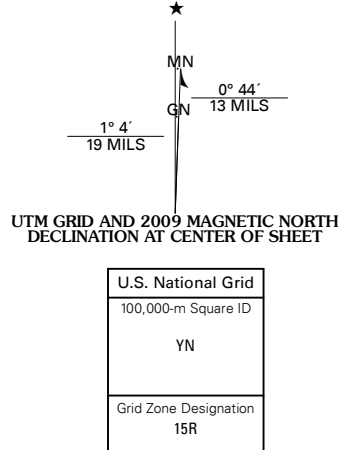 ★
MN
0° 44´
13 MILS
GN
1° 4´
19 MILS
UTM GRID AND 2009 MAGNETIC NORTH
DECLINATION AT CENTER OF SHEET
U.S. National Grid
100,000-m Square ID
YN
Grid Zone Designation
15R